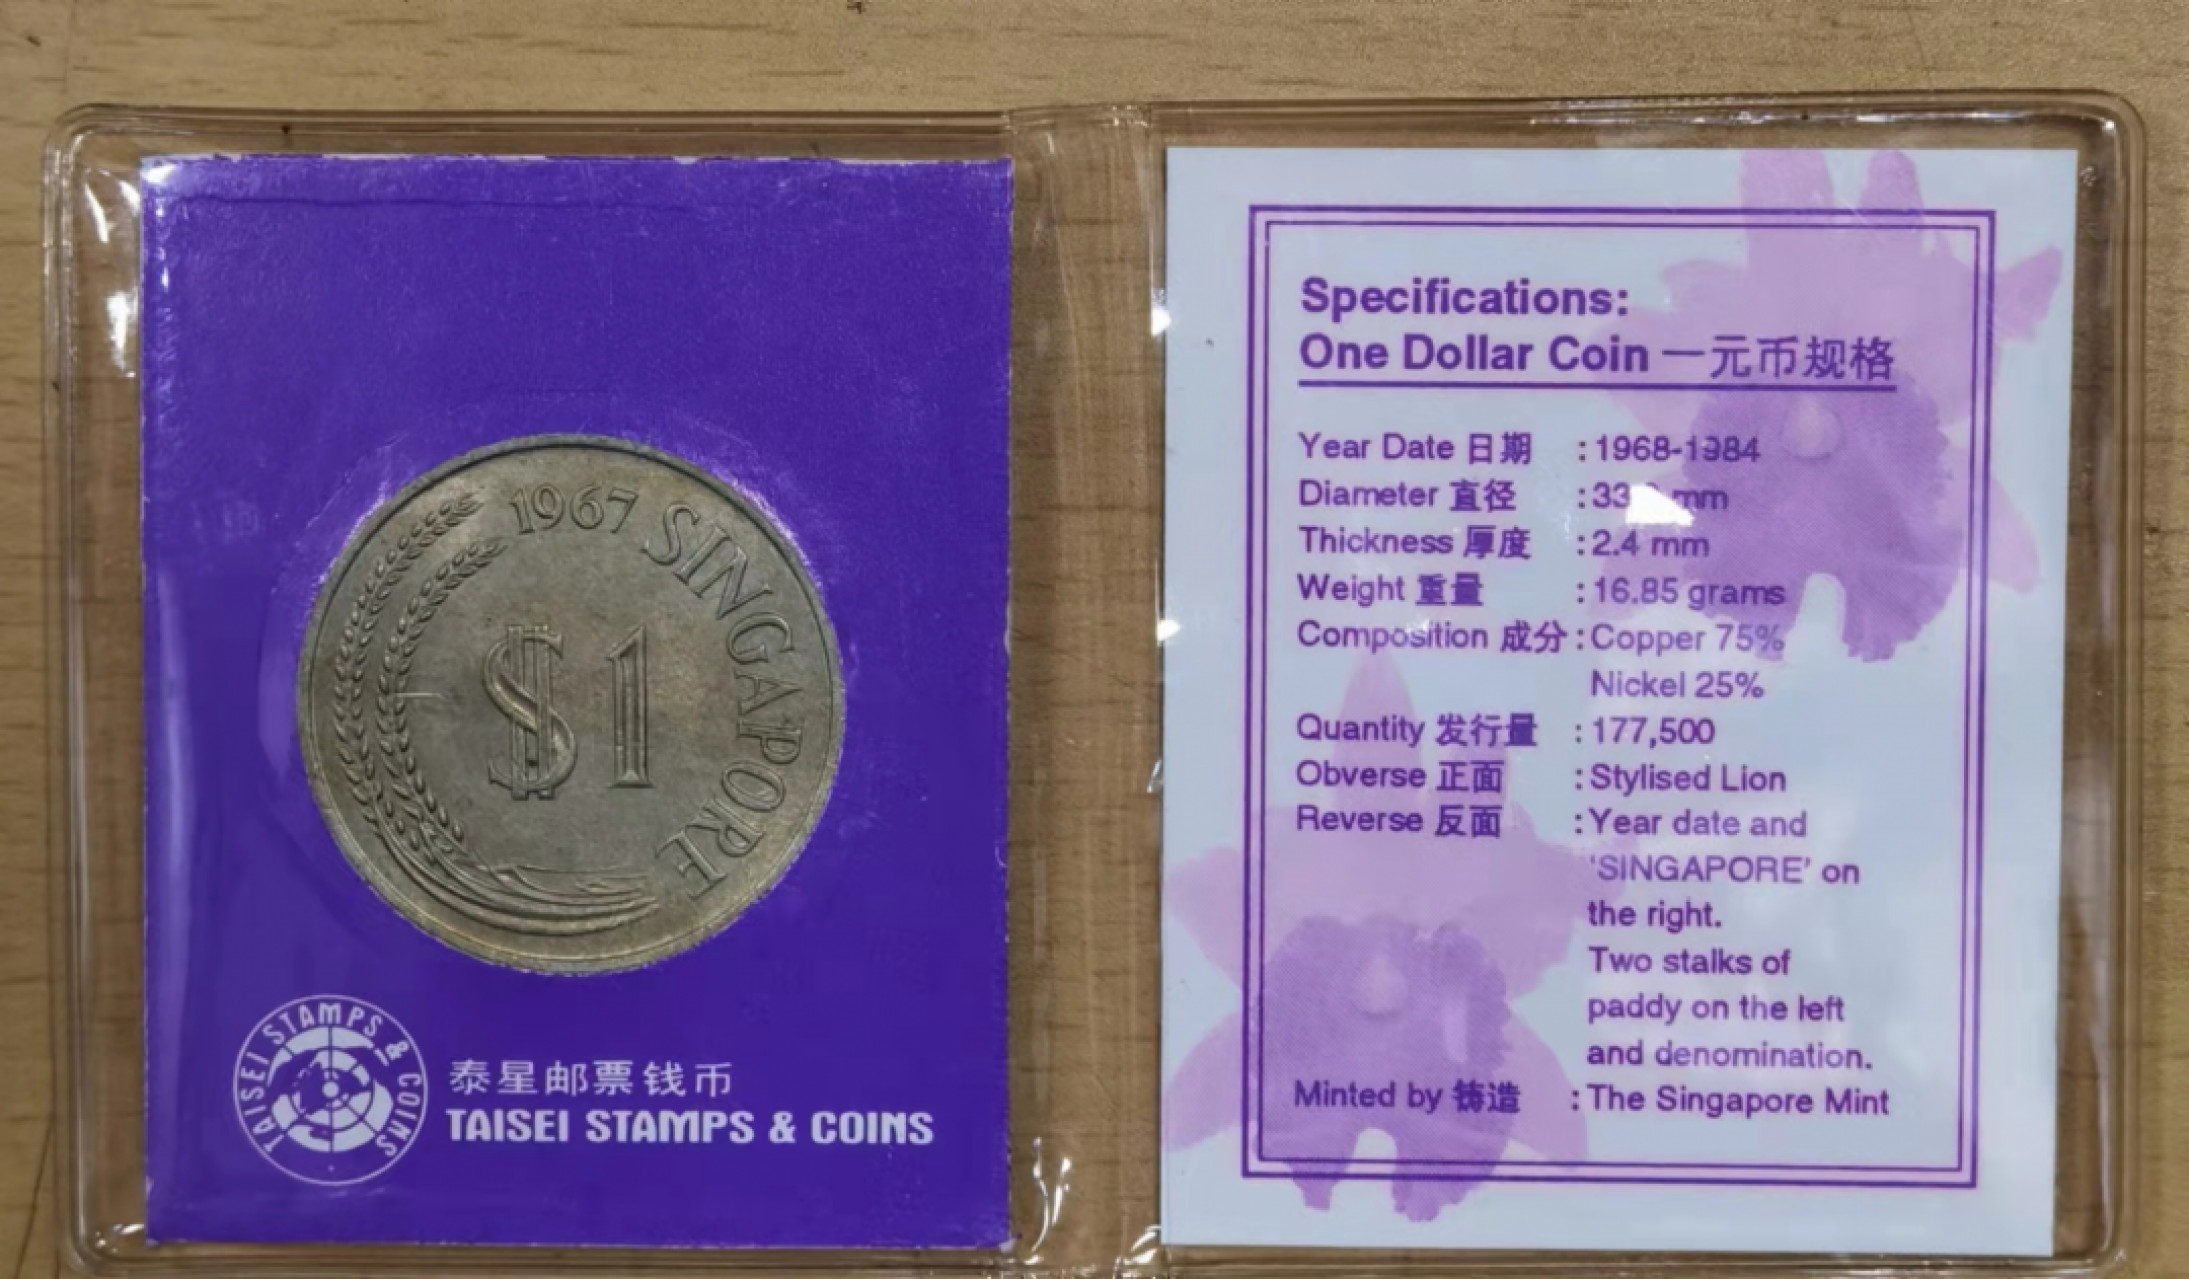 1967 SINGAPORE
$1
TAISEI STAMPS & COINS
泰星邮票钱币
TAISEI STAMPS & COINS
Specifications:
One Dollar Coin 一元币规格
Year Date 日期 : 1968-1984
Diameter 直径 : 33 mm
Thickness 厚度 : 2.4 mm
Weight 重量 : 16.85 grams
Composition 成分 : Copper 75%
Nickel 25%
Quantity 发行量 : 177,500
Obverse 正面 : Stylised Lion
Reverse 反面 : Year date and
'SINGAPORE' on
the right.
Two stalks of
paddy on the left
and denomination.
Minted by 铸造 : The Singapore Mint